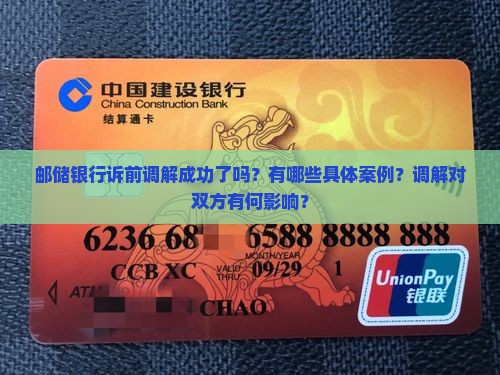 中国建设银行
China Construction Bank
结算通卡
邮储银行诉前调解成功了吗？有哪些具体案例？调解对
双方有何影响？
6236 68 6588 8888 888
MONTH/YEAR
CCB XC VALID THRU 09/29 1
ATM
CHAO
UnionPay
银联